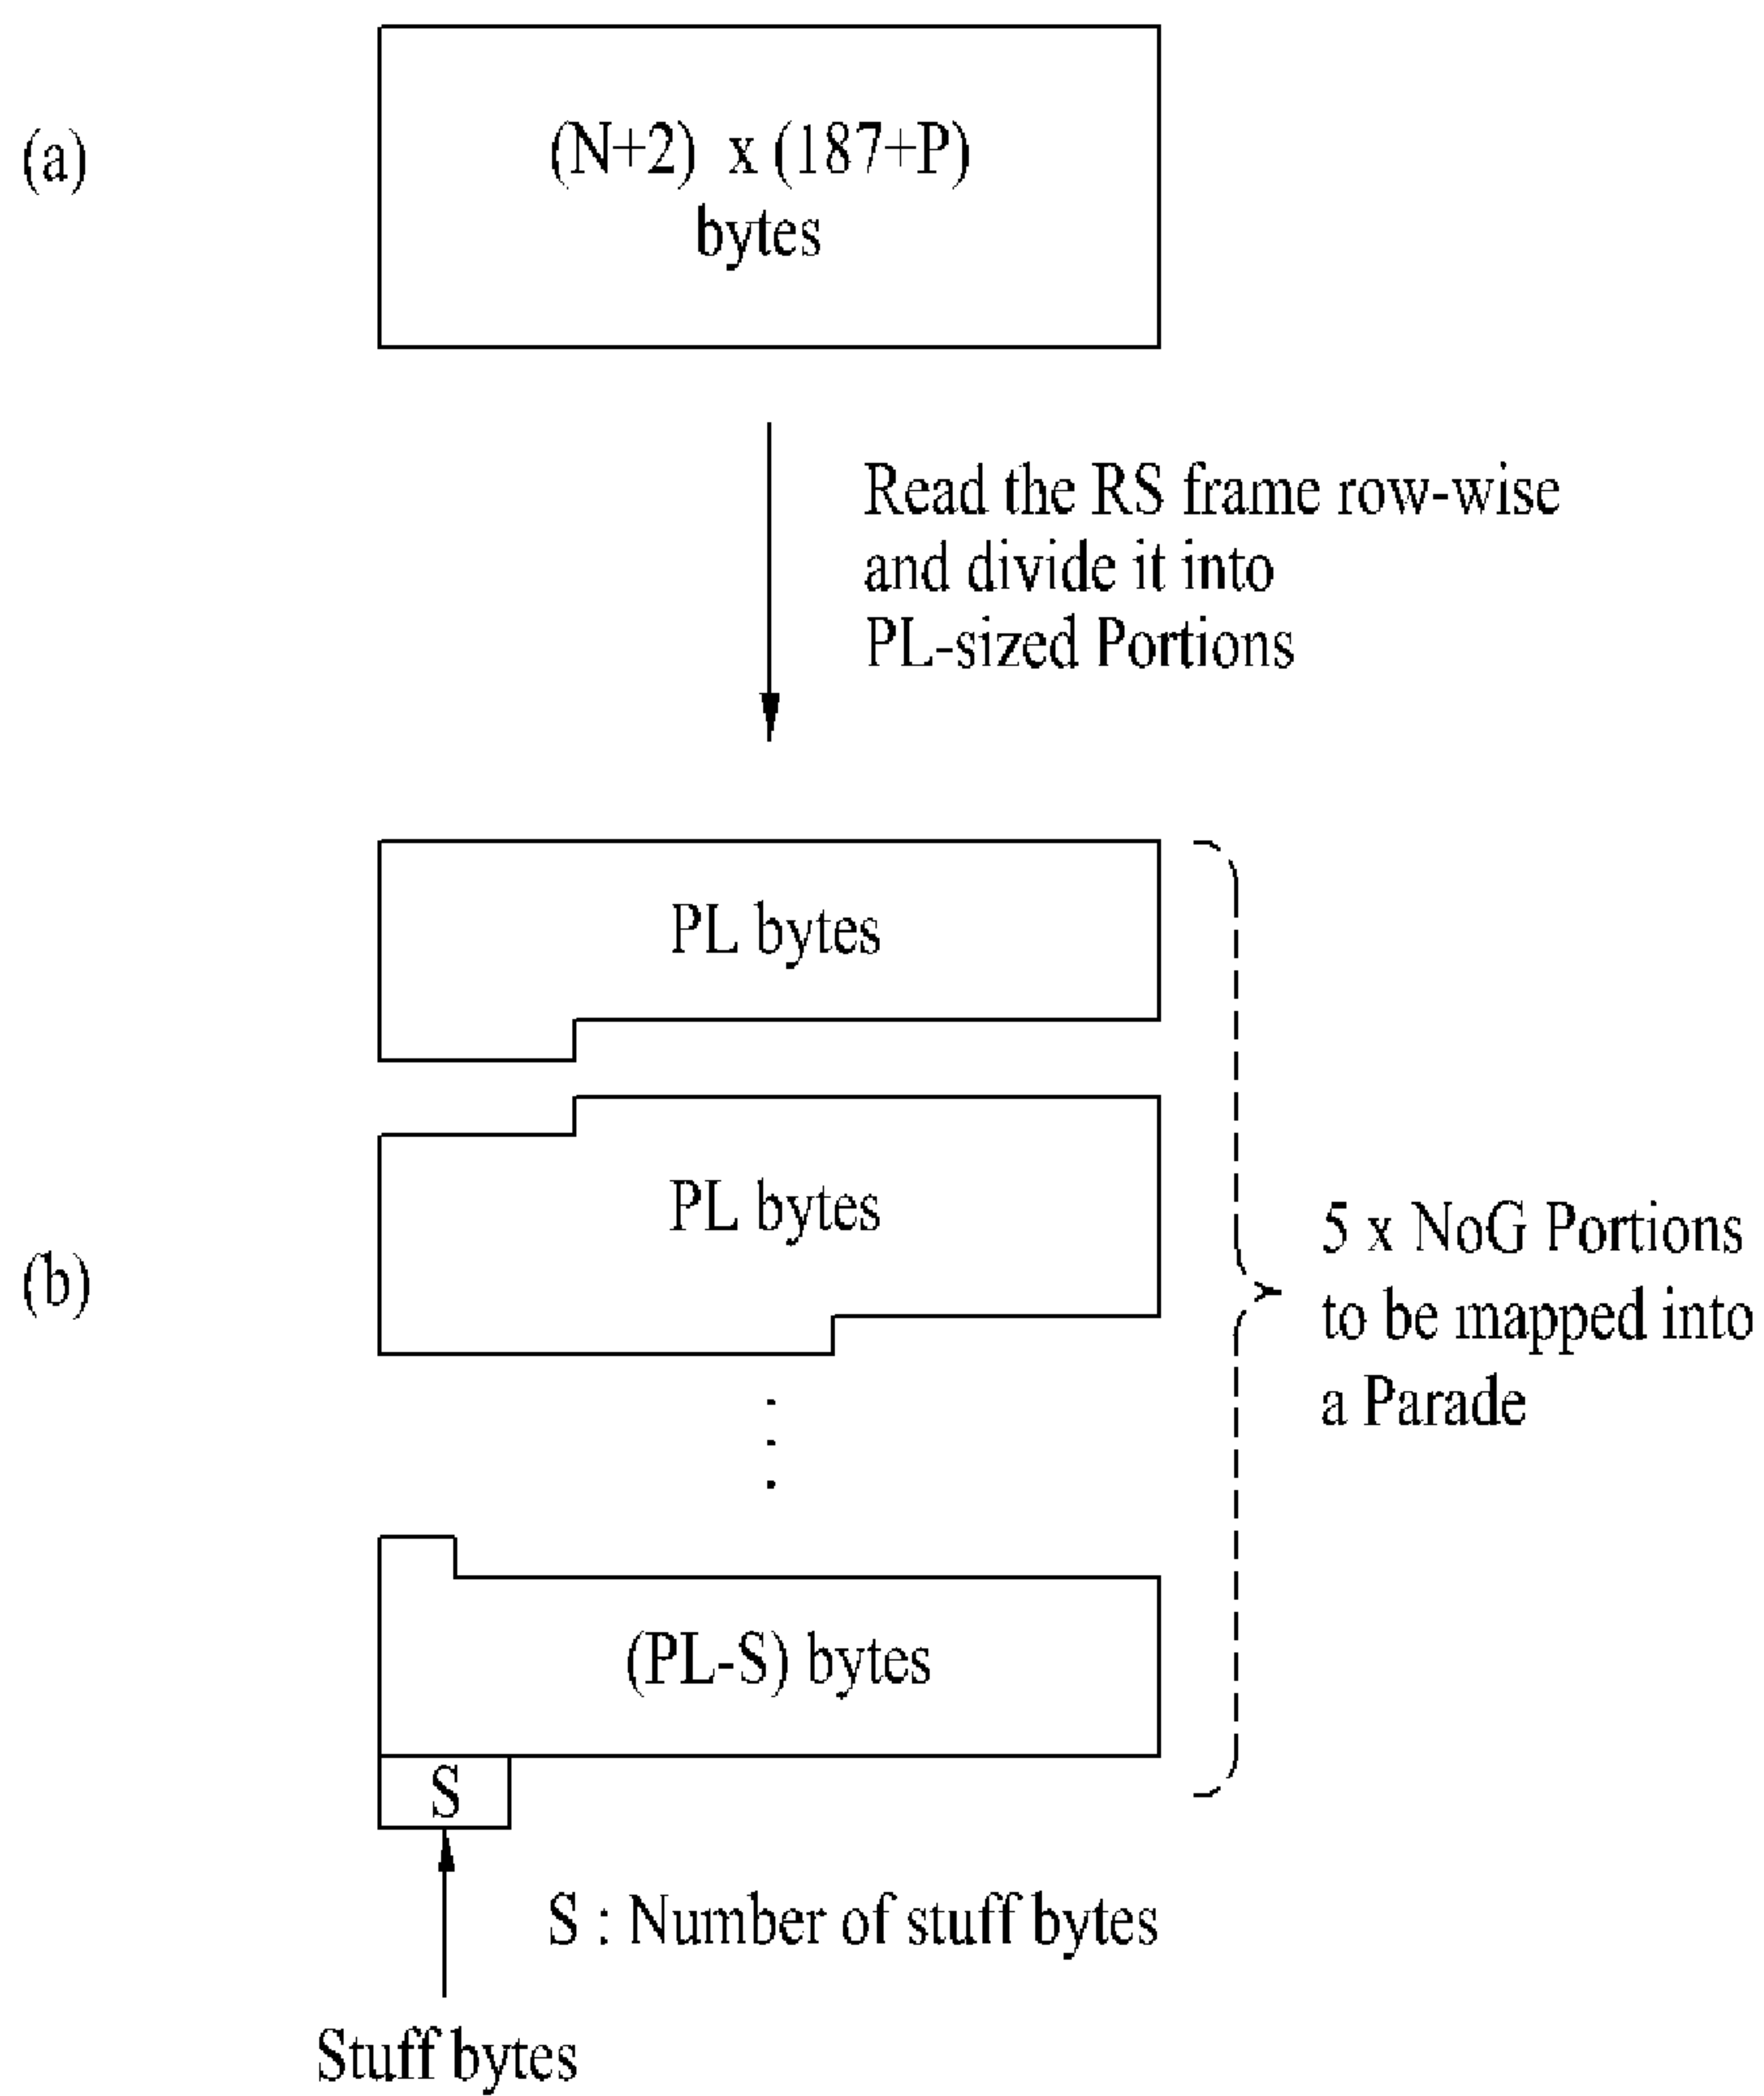 (a)
(N+2) x (187+P)
bytes
Read the RS frame row-wise
and divide it into
PL-sized Portions
(b)
PL bytes
PL bytes
5 x NoG Portions
to be mapped into
a Parade
(PL-S) bytes
S
S : Number of stuff bytes
Stuff bytes